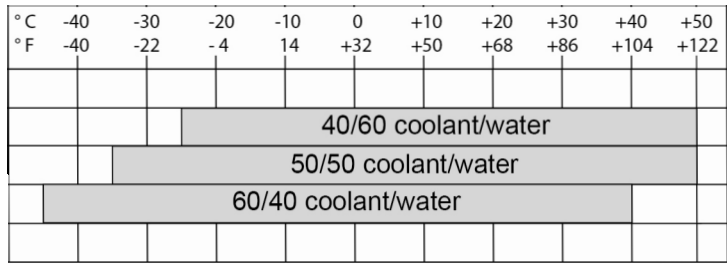 °C -40 -30 -20 -10 0 +10 +20 +30 +40 +50
°F -40 -22 -4 14 +32 +50 +68 +86 +104 +122
40/60 coolant/water
50/50 coolant/water
60/40 coolant/water